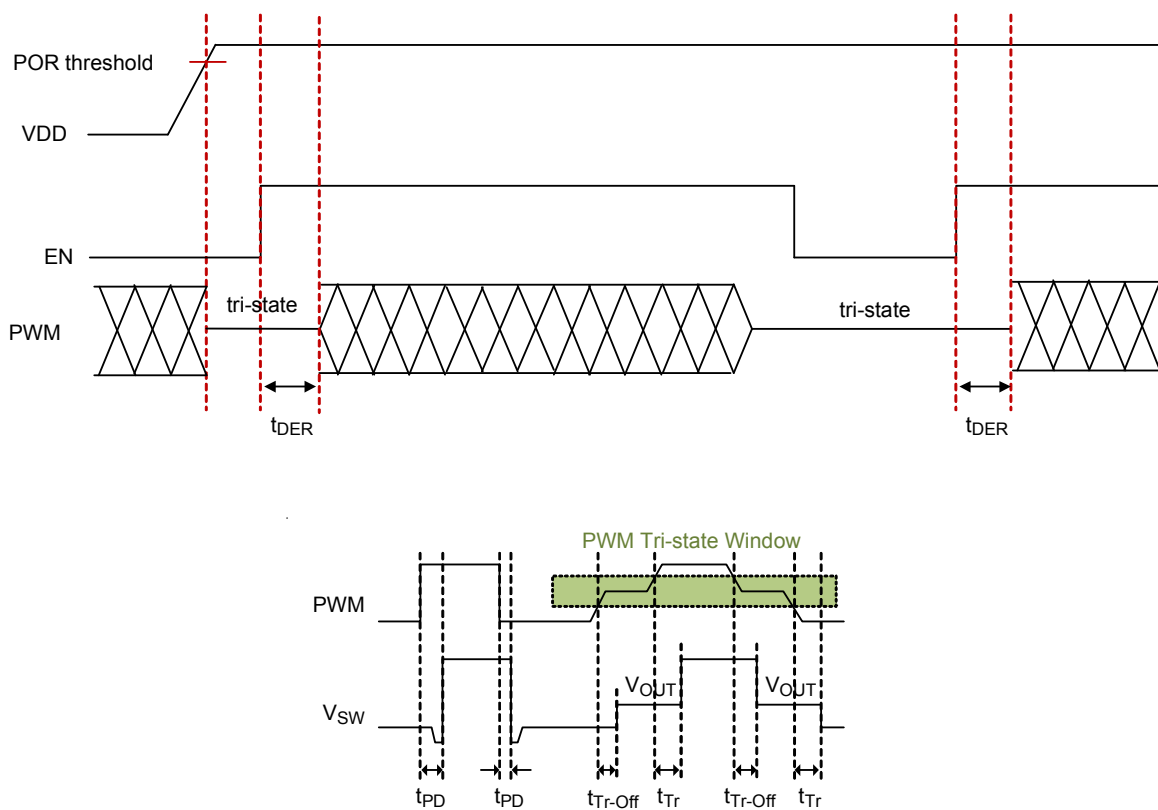 POR threshold
VDD
EN
tri-state
tri-state
PWM
tDER
tDER
PWM Tri-state Window
PWM
VOUT
VOUT
VSW
tPD
tPD
tTr-Off
tTr
tTr-Off
tTr